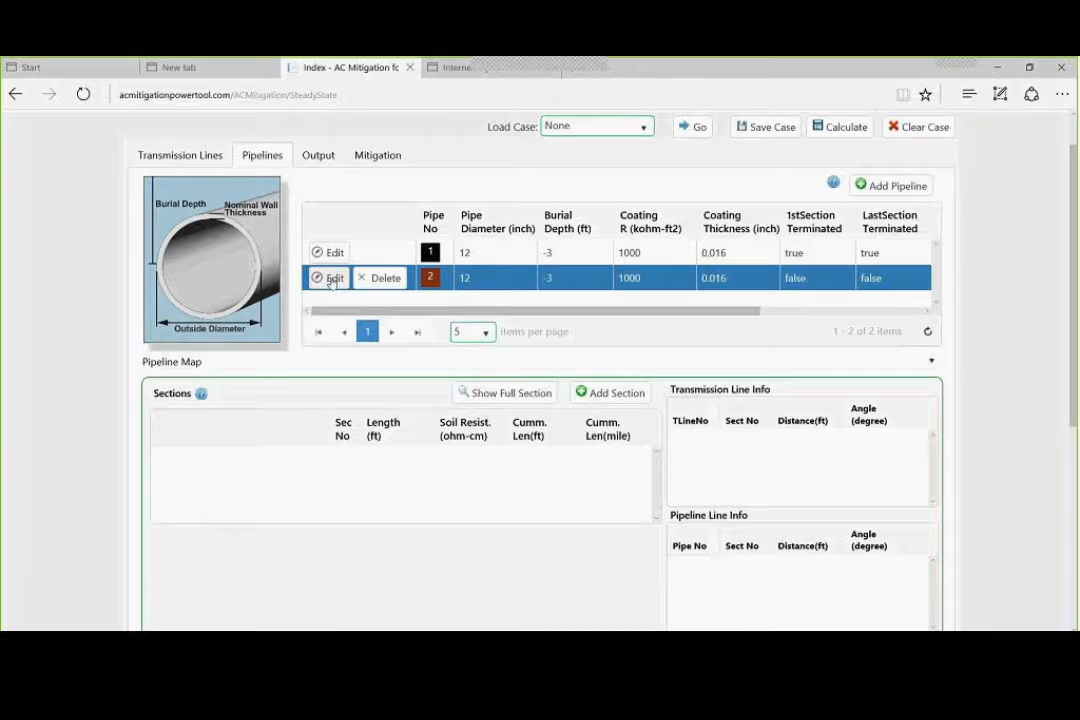 Start
New tab
Index - AC Mitigation fo
Interne
acmitigationpowertool.com/ACMitigation/SteadyState
Load Case: None
Go
Save Case
Calculate
Clear Case
Transmission Lines
Pipelines
Output
Mitigation
Burial Depth
Nominal Wall
Thickness
Outside Diameter
Add Pipeline
Pipe No
Pipe Diameter (inch)
Burial Depth (ft)
Coating R (kohm-ft2)
Coating Thickness (inch)
1stSection Terminated
LastSection Terminated
Edit 1 12 -3 1000 0.016 true true
Edit Delete 2 12 -3 1000 0.016 false false
1 5 items per page 1 - 2 of 2 items
Pipeline Map
Sections
Show Full Section
Add Section
Sec No
Length (ft)
Soil Resist. (ohm-cm)
Cumm. Len(ft)
Cumm. Len(mile)
Transmission Line Info
TLineNo
Sect No
Distance(ft)
Angle (degree)
Pipeline Line Info
Pipe No
Sect No
Distance(ft)
Angle (degree)